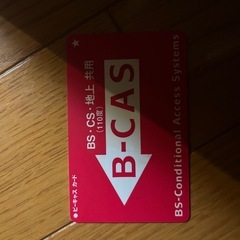 BS・CS・地上 共用
(110度)
B-CAS
BS-Conditional Access Systems
ビーキャス カード